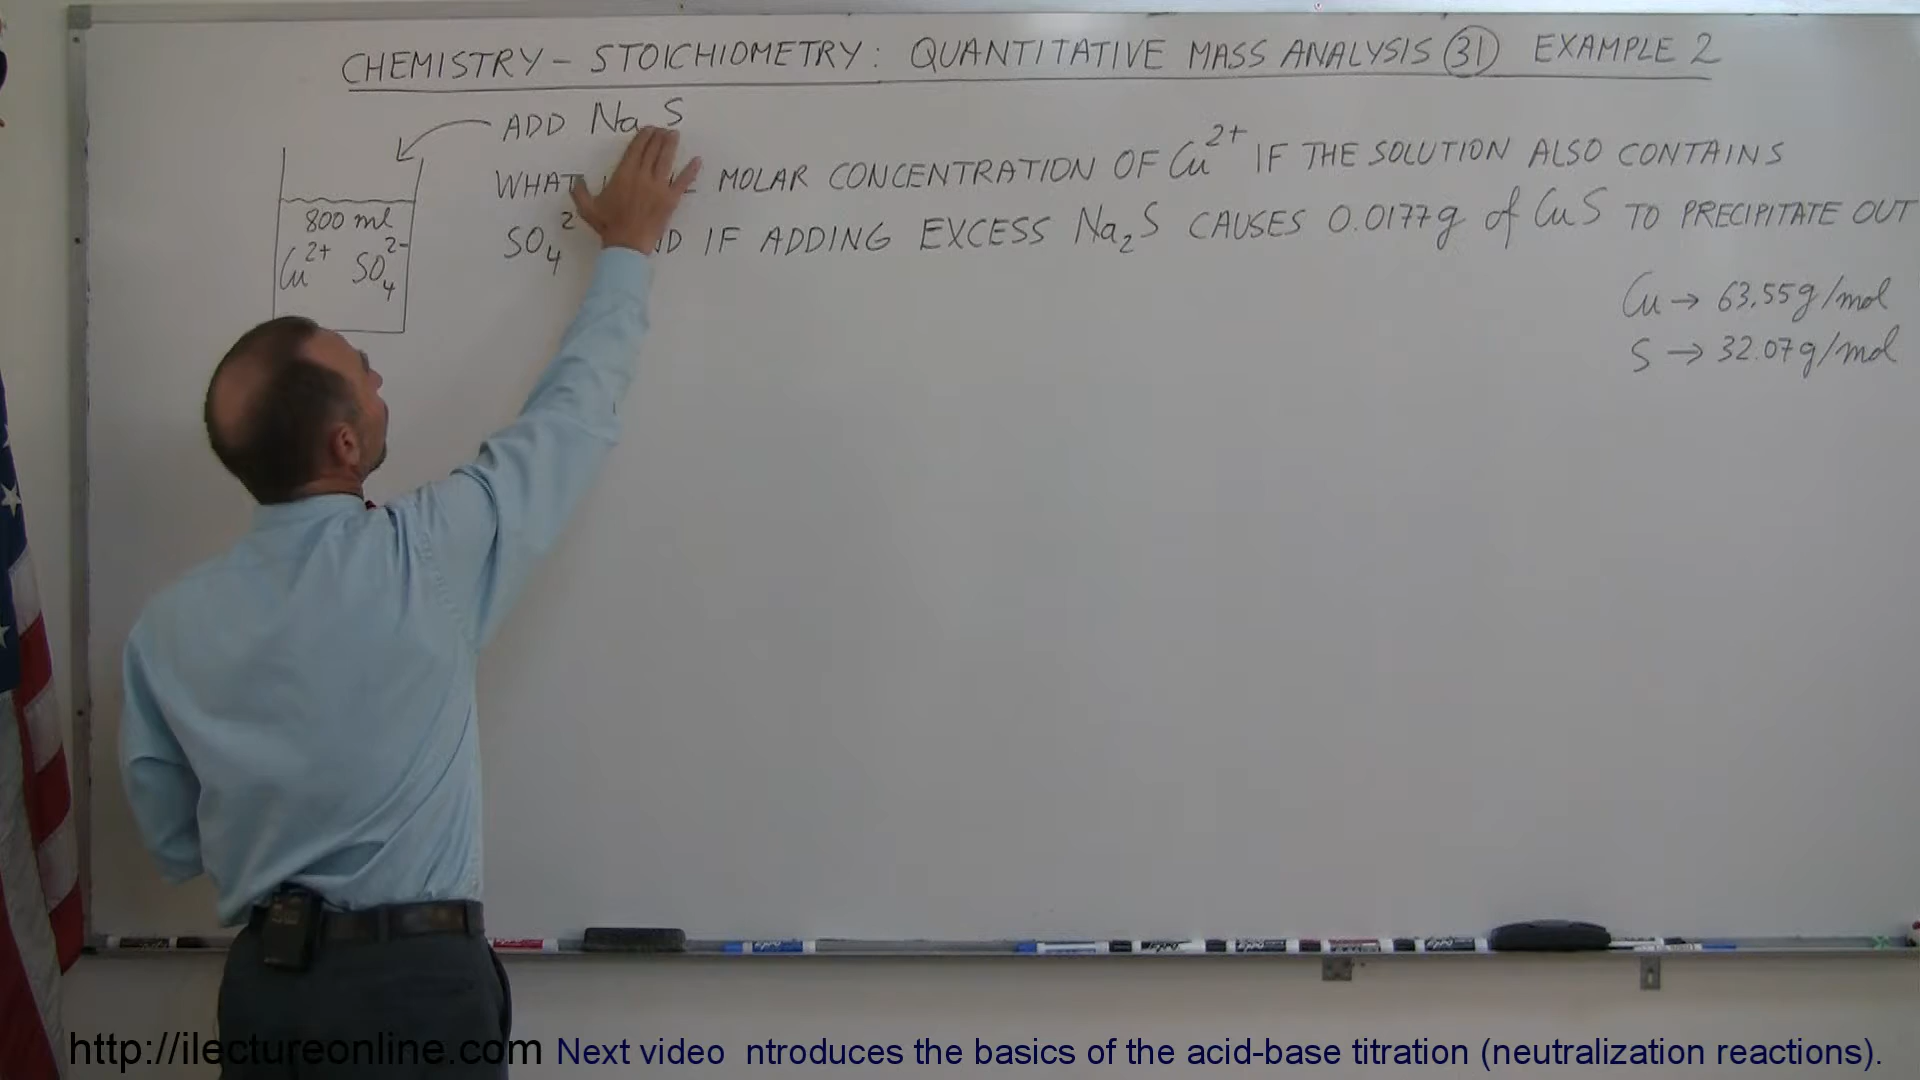 CHEMISTRY – STOICHIOMETRY: QUANTITATIVE MASS ANALYSIS (31) EXAMPLE 2
ADD Na S
WHAT MOLAR CONCENTRATION OF Cu²⁺ IF THE SOLUTION ALSO CONTAINS
SO₄² IF ADDING EXCESS Na₂S CAUSES 0.0177g of CuS TO PRECIPITATE OUT
800 ml
Cu²⁺ SO₄²⁻
Cu → 63.55g/mol
S → 32.07g/mol
http://ilectureonline.com Next video ntroduces the basics of the acid-base titration (neutralization reactions).